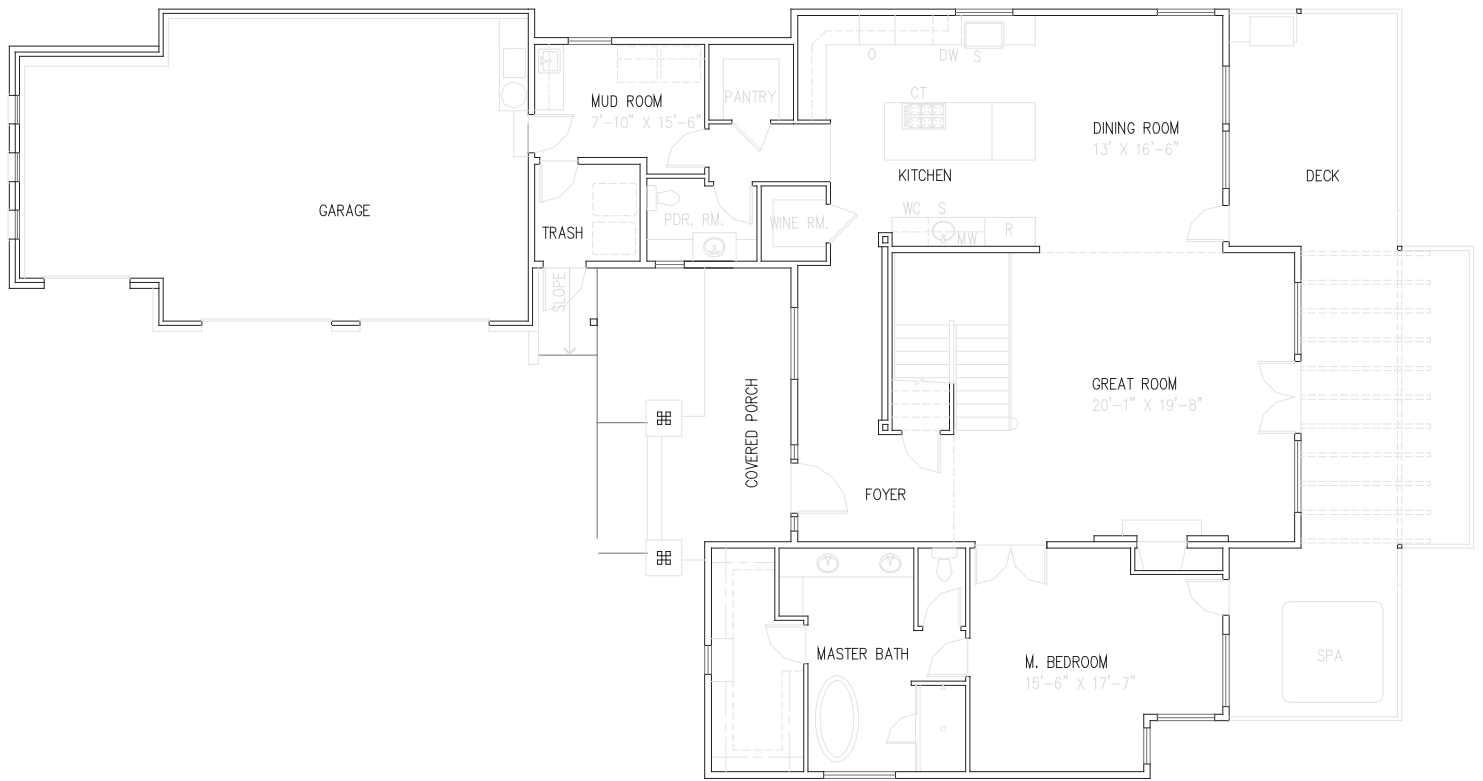 O
DW S
MUD ROOM
7'-10" X 15'-6"
PANTRY
CT
DINING ROOM
13' X 16'-6"
KITCHEN
DECK
GARAGE
PDR. RM.
WINE RM.
WC S
MW
R
TRASH
SLOPE
COVERED PORCH
GREAT ROOM
20'-1" X 19'-8"
FOYER
MASTER BATH
M. BEDROOM
15'-6" X 17'-7"
SPA